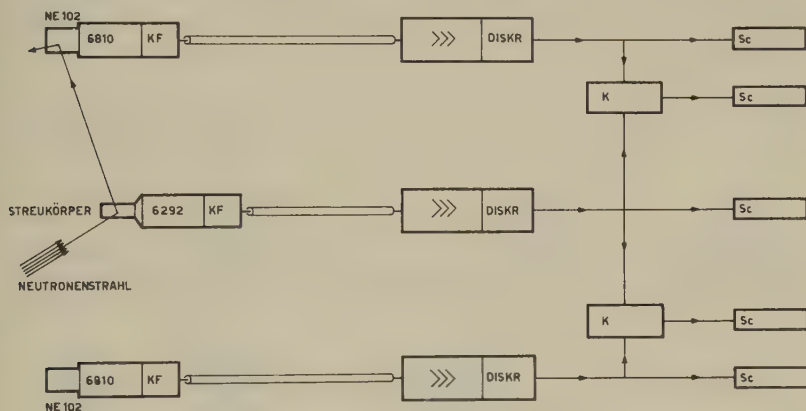 NE 102
6810 KF >>> DISKR Sc
K Sc
STREUKÖRPER 6292 KF >>> DISKR Sc
NEUTRONENSTRAHL
K Sc
6810 KF >>> DISKR Sc
NE 102